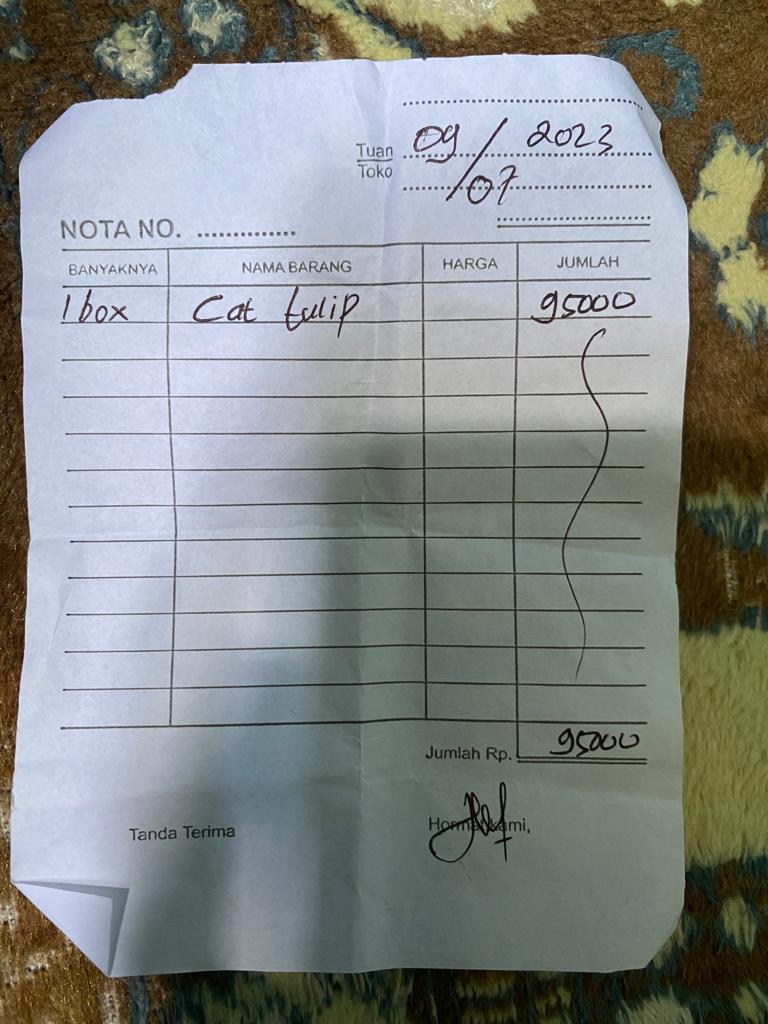 09 / 2023
Tuan
Toko
/07
NOTA NO. ...............
BANYAKNYA NAMA BARANG HARGA JUMLAH
1 box Cat tulip 95000
Jumlah Rp. 95000
Tanda Terima Hormat kami,